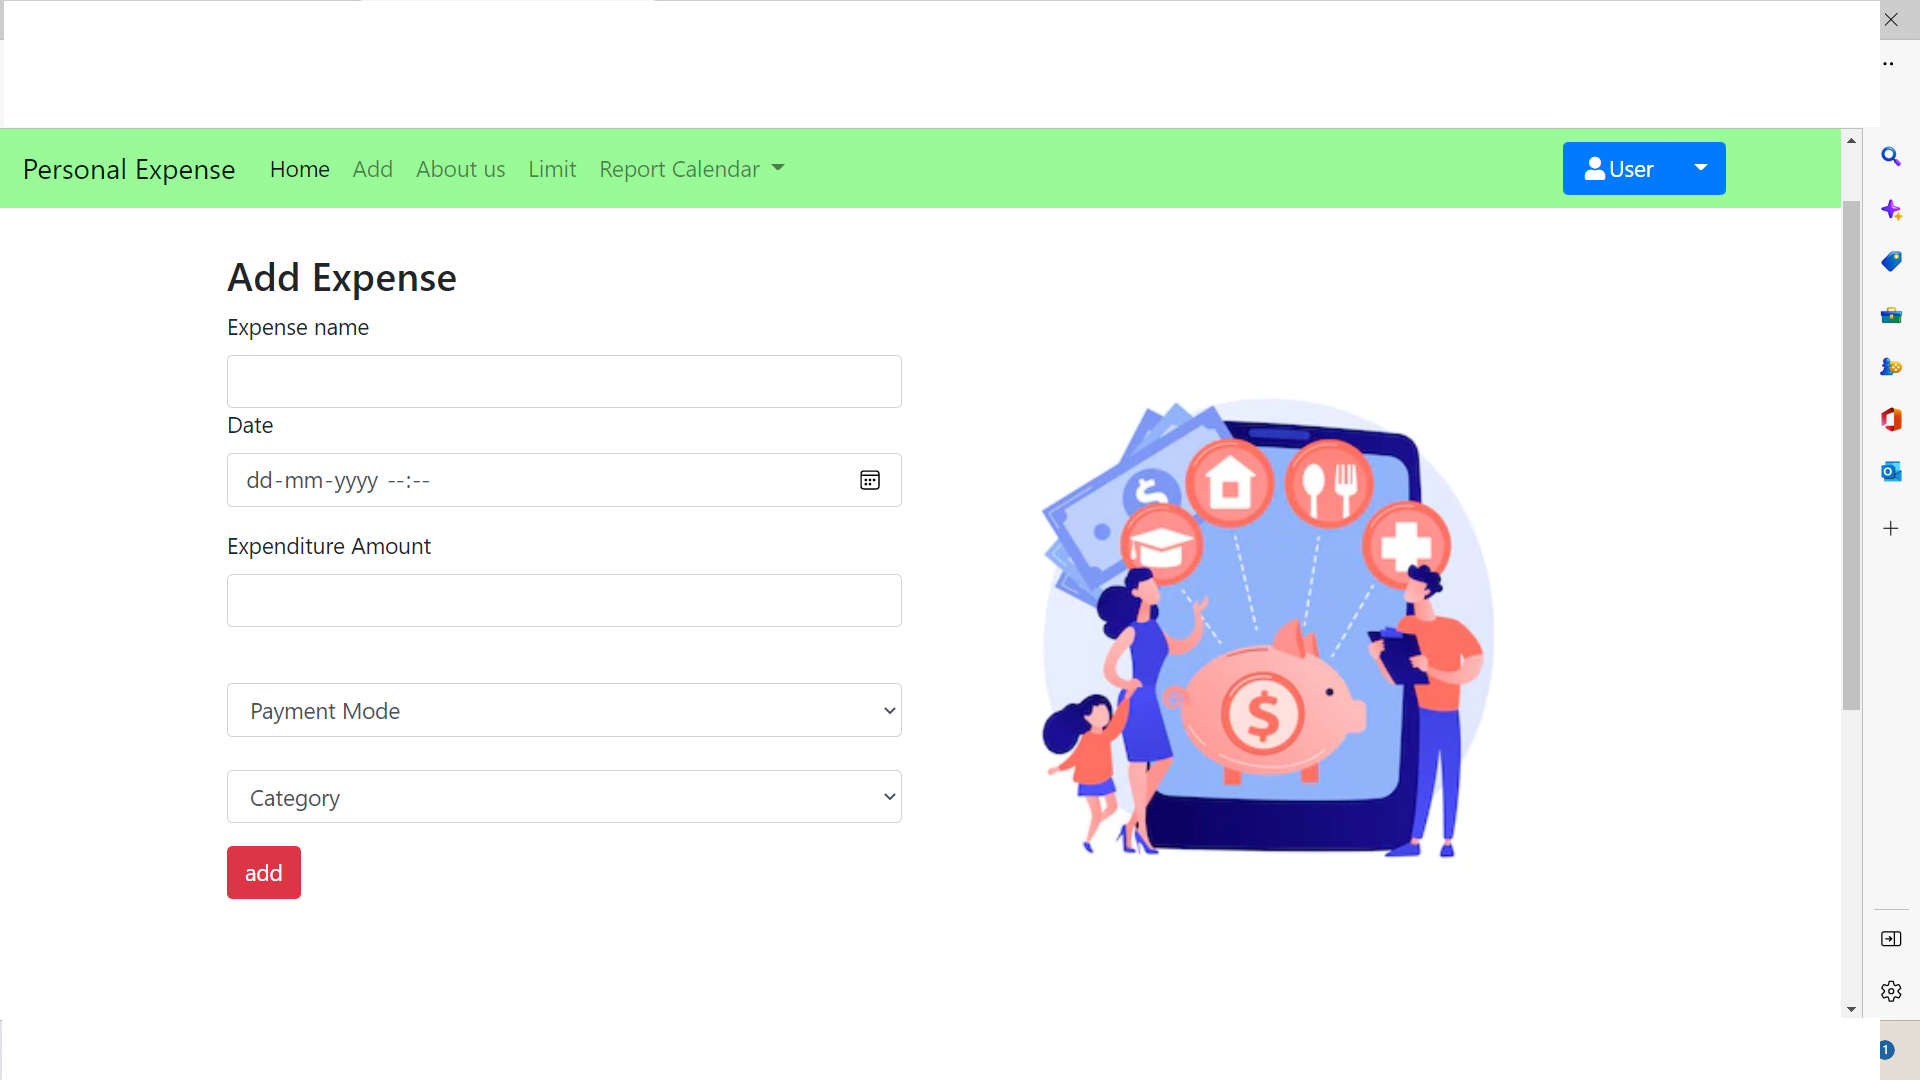 Personal Expense Home Add About us Limit Report Calendar User
Add Expense
Expense name
Date
dd-mm-yyyy --:--
Expenditure Amount
Payment Mode
Category
add
$
$
1